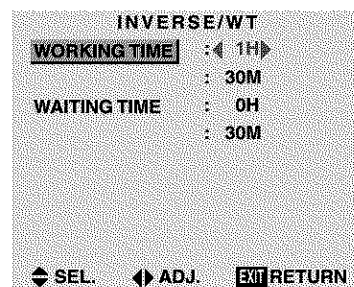 INVERSE/WT
WORKING TIME : 1H
: 30M
WAITING TIME : 0H
: 30M
SEL. ADJ. EXIT RETURN